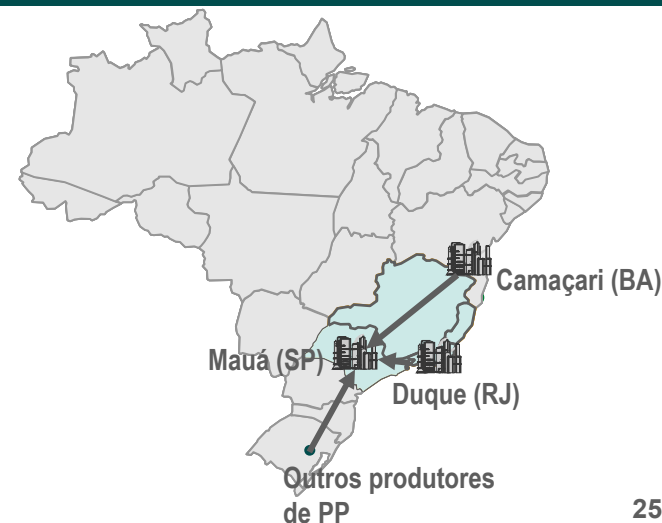 Camaçari (BA)
Mauá (SP)
Duque (RJ)
Outros produtores
de PP
25